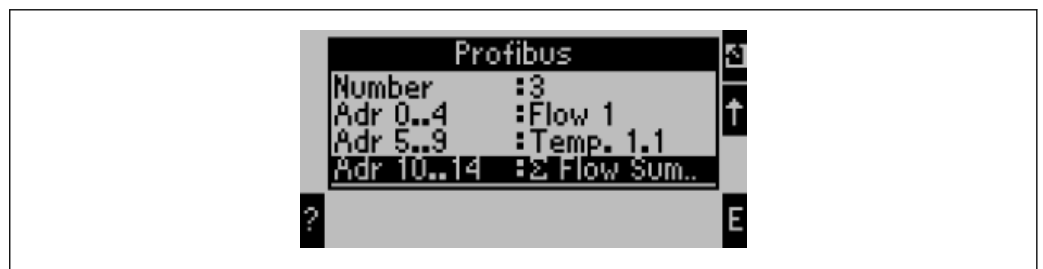 Profibus
Number :3
Adr 0..4 :Flow 1
Adr 5..9 :Temp. 1.1
Adr 10..14 :Σ Flow Sum..
↑
? E